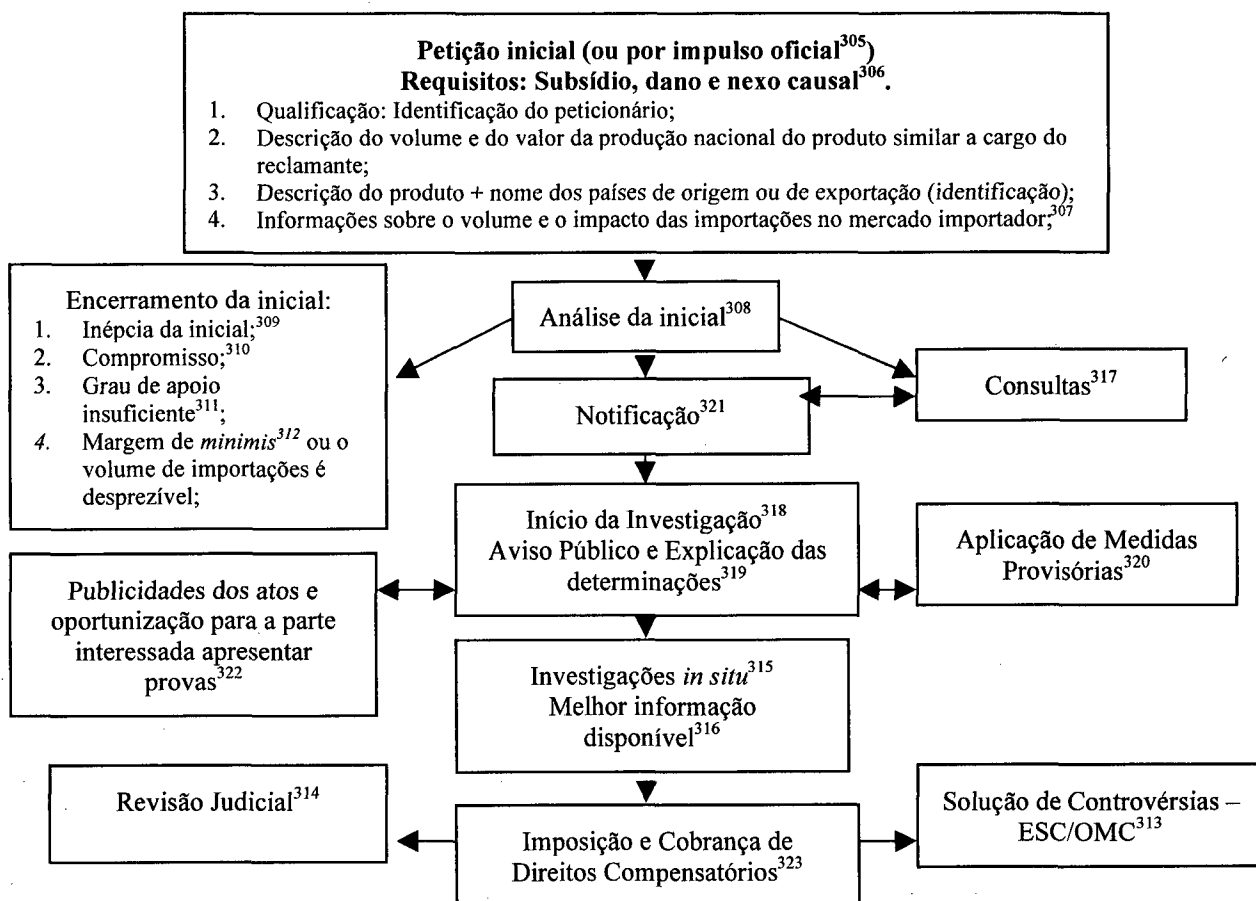 Petição inicial (ou por impulso oficial305)
Requisitos: Subsídio, dano e nexo causal306.
1. Qualificação: Identificação do peticionário;
2. Descrição do volume e do valor da produção nacional do produto similar a cargo do
reclamante;
3. Descrição do produto + nome dos países de origem ou de exportação (identificação);
4. Informações sobre o volume e o impacto das importações no mercado importador;307
Encerramento da inicial:
1. Inépcia da inicial;309
2. Compromisso;310
3. Grau de apoio
insuficiente311;
4. Margem de minimis312 ou o
volume de importações é
desprezível;
Análise da inicial308
Consultas317
Notificação321
Início da Investigação318
Aviso Público e Explicação das
determinações319
Aplicação de Medidas
Provisórias320
Publicidades dos atos e
oportunização para a parte
interessada apresentar
provas322
Investigações in situ315
Melhor informação
disponível316
Revisão Judicial314
Imposição e Cobrança de
Direitos Compensatórios323
Solução de Controvérsias –
ESC/OMC313